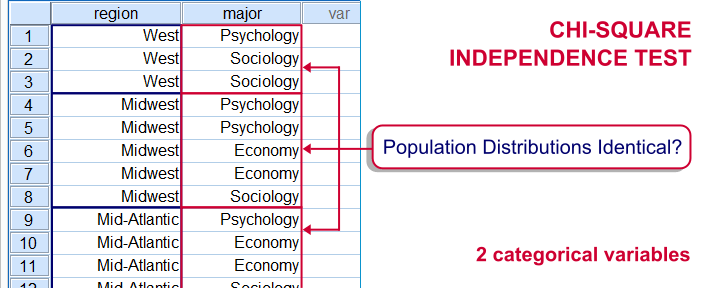 region major var
1 West Psychology
2 West Sociology
3 West Sociology
4 Midwest Psychology
5 Midwest Psychology
6 Midwest Economy
7 Midwest Economy
8 Midwest Sociology
9 Mid-Atlantic Psychology
10 Mid-Atlantic Economy
11 Mid-Atlantic Economy
12 Mid-Atlantic Sociology
CHI-SQUARE
INDEPENDENCE TEST
Population Distributions Identical?
2 categorical variables